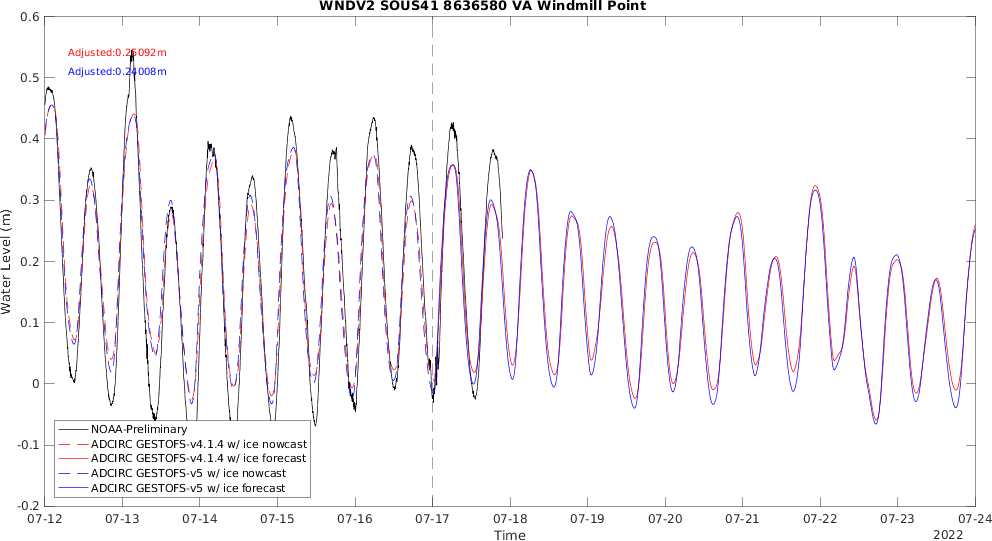 WNDV2 SOUS41 8636580 VA Windmill Point
Adjusted:0.26092m
Adjusted:0.24008m
Water Level (m)
0.6
0.5
0.4
0.3
0.2
0.1
0
-0.1
-0.2
NOAA-Preliminary
ADCIRC GESTOFS-v4.1.4 w/ ice nowcast
ADCIRC GESTOFS-v4.1.4 w/ ice forecast
ADCIRC GESTOFS-v5 w/ ice nowcast
ADCIRC GESTOFS-v5 w/ ice forecast
07-12 07-13 07-14 07-15 07-16 07-17 07-18 07-19 07-20 07-21 07-22 07-23 07-24
Time
2022